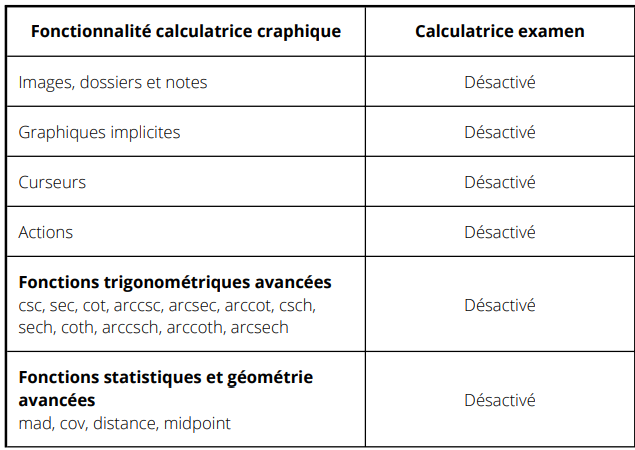 Fonctionnalité calculatrice craphique
Calculatrice examen
Images, dossiers et notes
Désactivé
Graphiques implicites
Désactivé
Curseurs
Désactivé
Actions
Désactivé
Fonctions trigonométriques avancées
csc, sec, cot, arccsc, arcsec, arccot, csch,
sech, coth, arccsch, arccoth, arcsech
Désactivé
Fonctions statistiques et géométrie
avancées
mad, cov, distance, midpoint
Désactivé